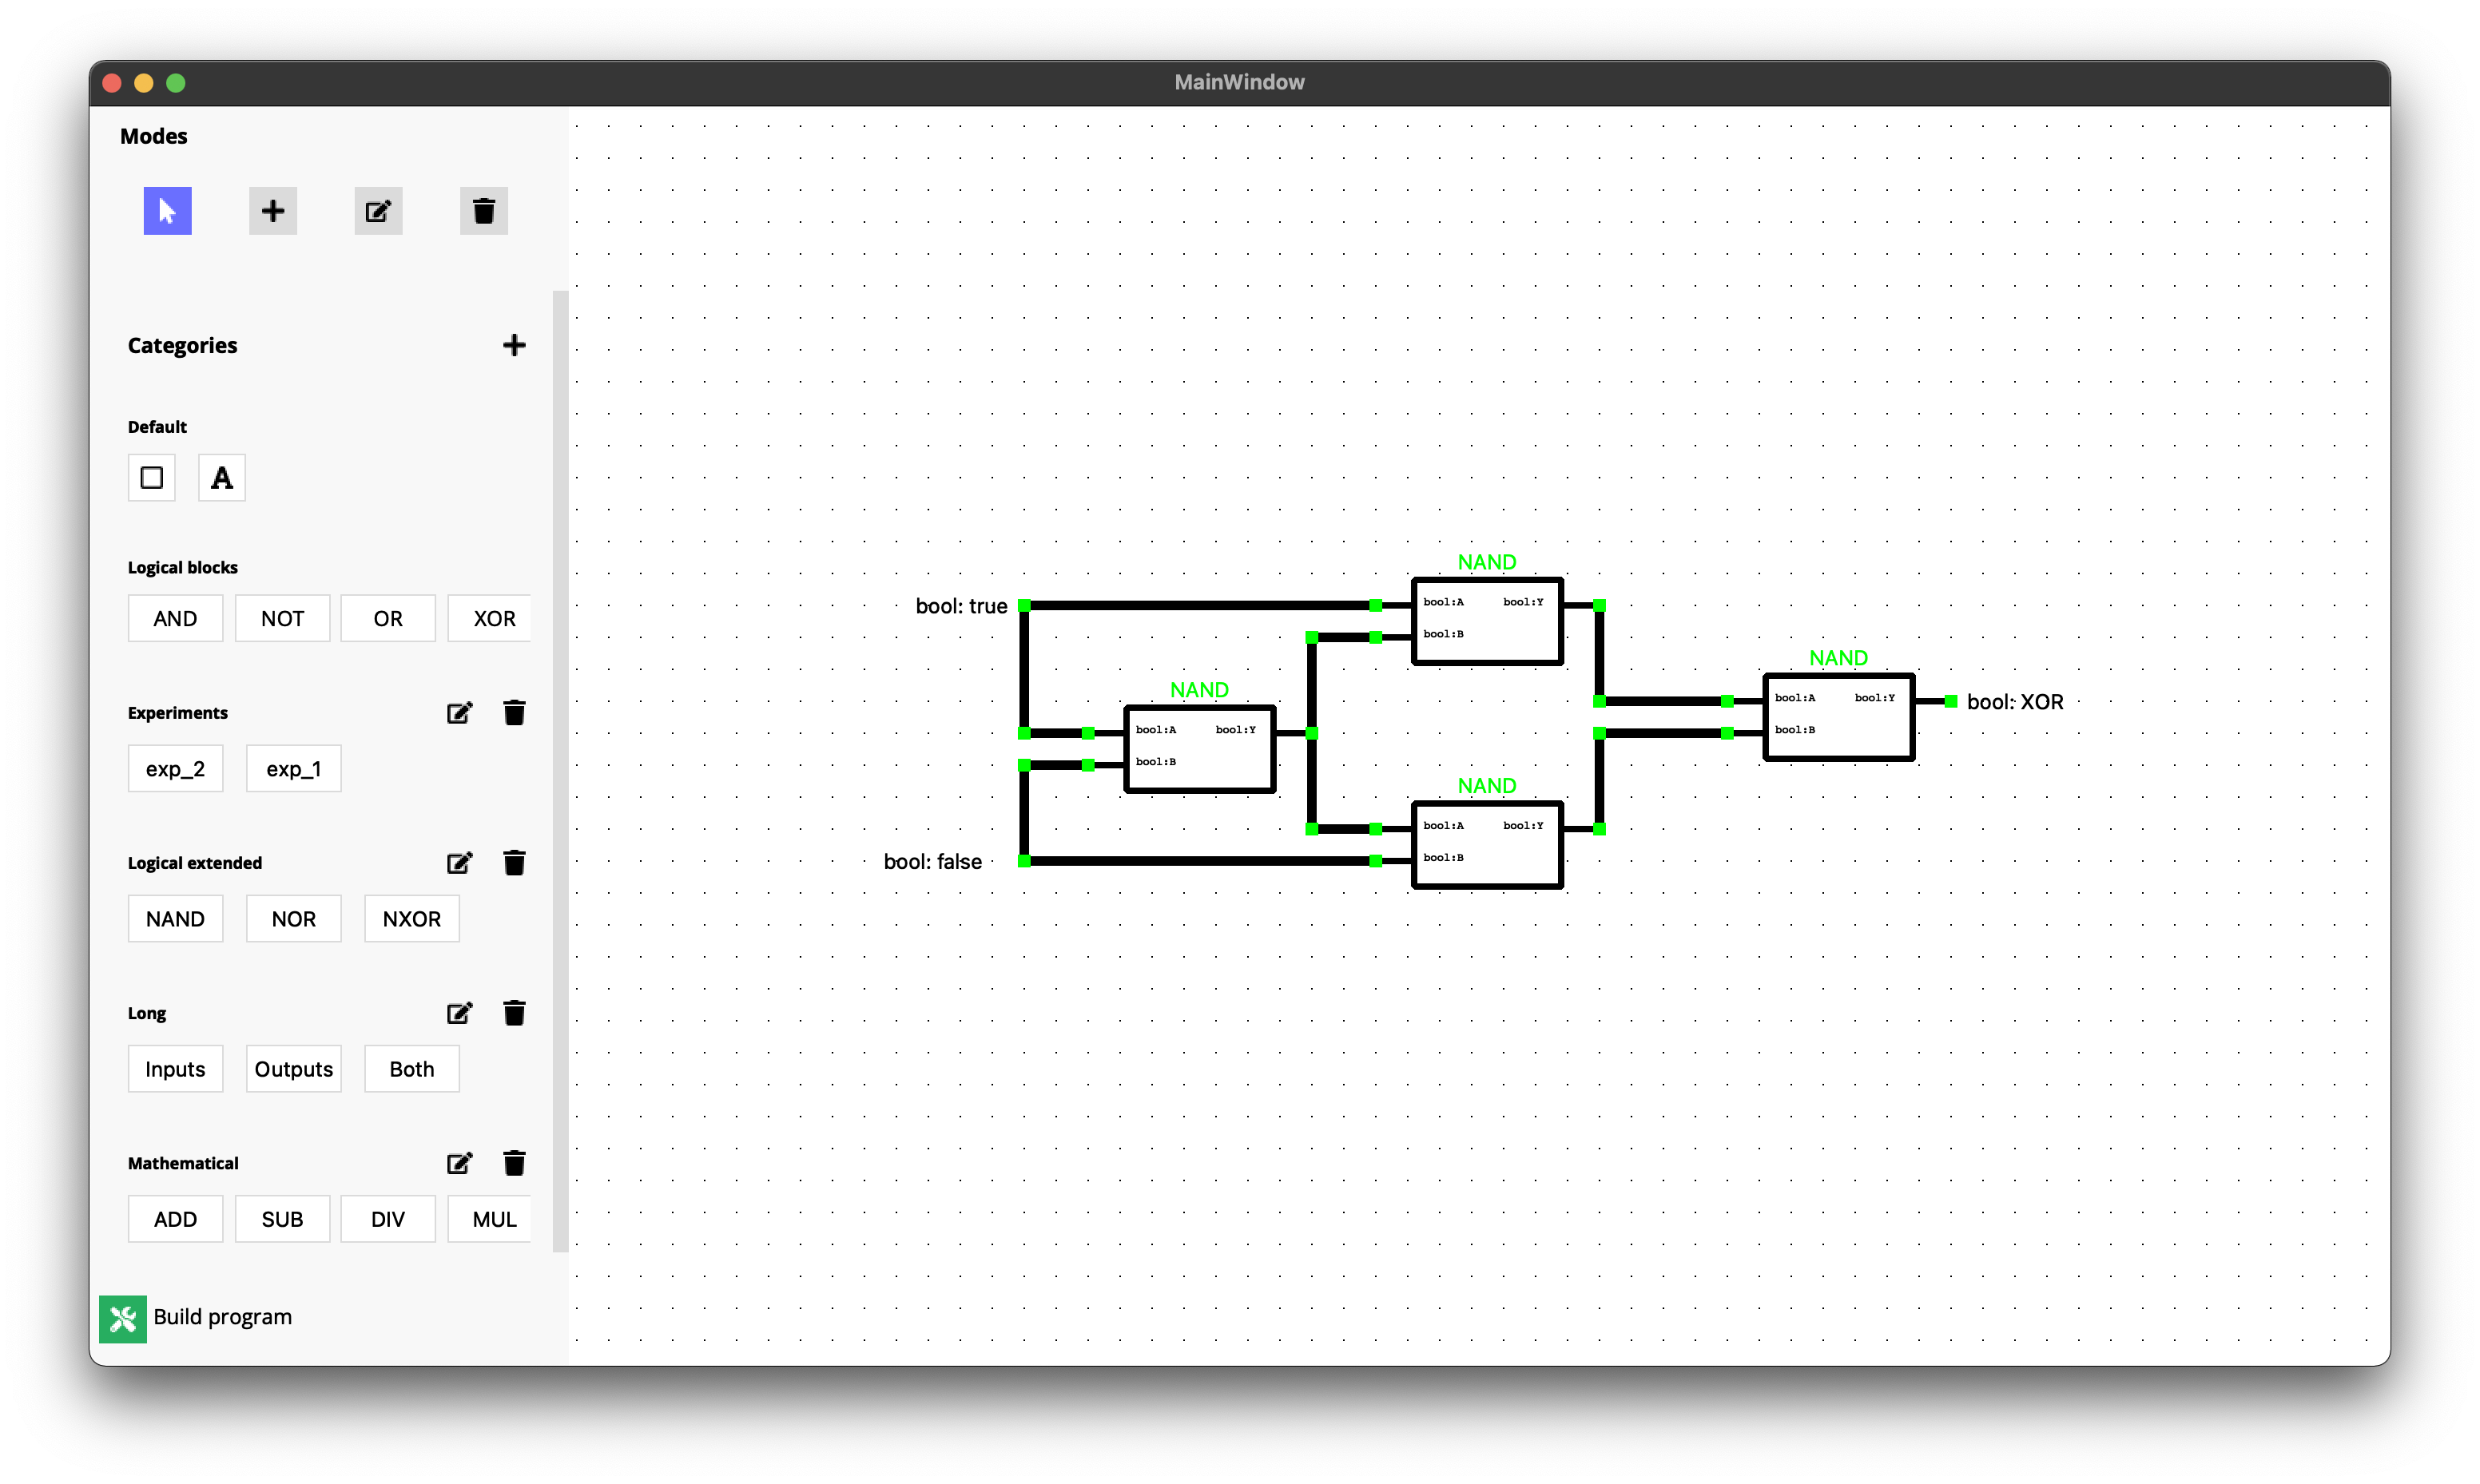 MainWindow
Modes
Categories
Default
A
Logical blocks
AND NOT OR XOR
Experiments
exp_2 exp_1
Logical extended
NAND NOR NXOR
Long
Inputs Outputs Both
Mathematical
ADD SUB DIV MUL
Build program
NAND
bool: true
bool:A bool:Y
bool:B
NAND
bool:A bool:Y
bool:B
NAND
bool:A bool:Y
bool:B
bool: XOR
NAND
bool:A bool:Y
bool:B
bool: false